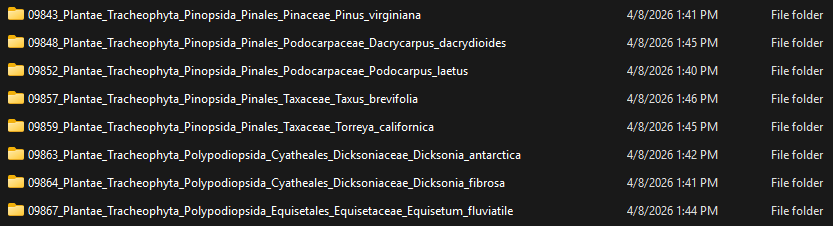 09843_Plantae_Tracheophyta_Pinopsida_Pinales_Pinaceae_Pinus_virginiana 4/8/2026 1:41 PM File folder
09848_Plantae_Tracheophyta_Pinopsida_Pinales_Podocarpaceae_Dacrycarpus_dacrydioides 4/8/2026 1:45 PM File folder
09852_Plantae_Tracheophyta_Pinopsida_Pinales_Podocarpaceae_Podocarpus_laetus 4/8/2026 1:40 PM File folder
09857_Plantae_Tracheophyta_Pinopsida_Pinales_Taxaceae_Taxus_brevifolia 4/8/2026 1:46 PM File folder
09859_Plantae_Tracheophyta_Pinopsida_Pinales_Taxaceae_Torreya_californica 4/8/2026 1:45 PM File folder
09863_Plantae_Tracheophyta_Polypodiopsida_Cyatheales_Dicksoniaceae_Dicksonia_antarctica 4/8/2026 1:42 PM File folder
09864_Plantae_Tracheophyta_Polypodiopsida_Cyatheales_Dicksoniaceae_Dicksonia_fibrosa 4/8/2026 1:41 PM File folder
09867_Plantae_Tracheophyta_Polypodiopsida_Equisetales_Equisetaceae_Equisetum_fluviatile 4/8/2026 1:44 PM File folder